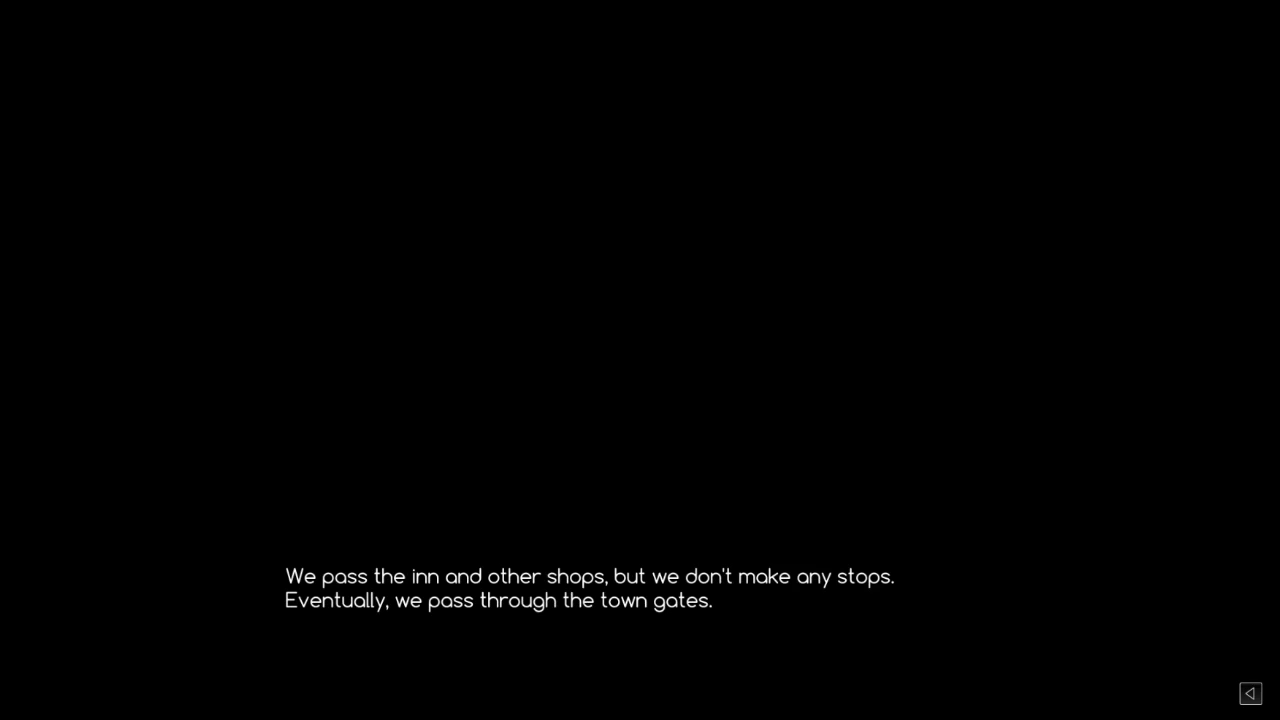 We pass the inn and other shops, but we don't make any stops.
Eventually, we pass through the town gates.